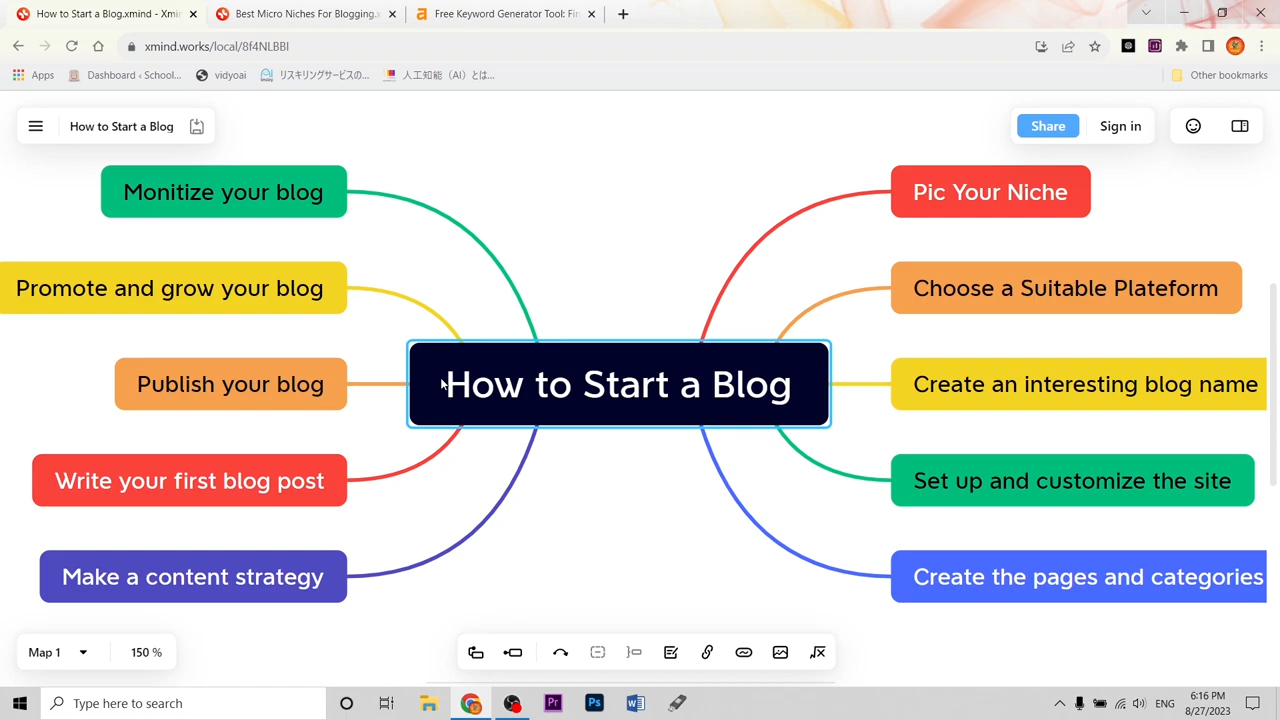 How to Start a Blog.xmind - Xmin
Best Micro Niches For Blogging.x
Free Keyword Generator Tool: Fin
xmind.works/local/8f4NLBBI
Apps
Dashboard ‹ School...
vidyoai
リスキリングサービスの...
人工知能（AI）とは...
Other bookmarks
How to Start a Blog
Share
Sign in
Monitize your blog
Pic Your Niche
Promote and grow your blog
Choose a Suitable Plateform
Publish your blog
How to Start a Blog
Create an interesting blog name
Write your first blog post
Set up and customize the site
Make a content strategy
Create the pages and categories
Map 1
150 %
Type here to search
Pr
Ps
W
ENG
6:16 PM
8/27/2023